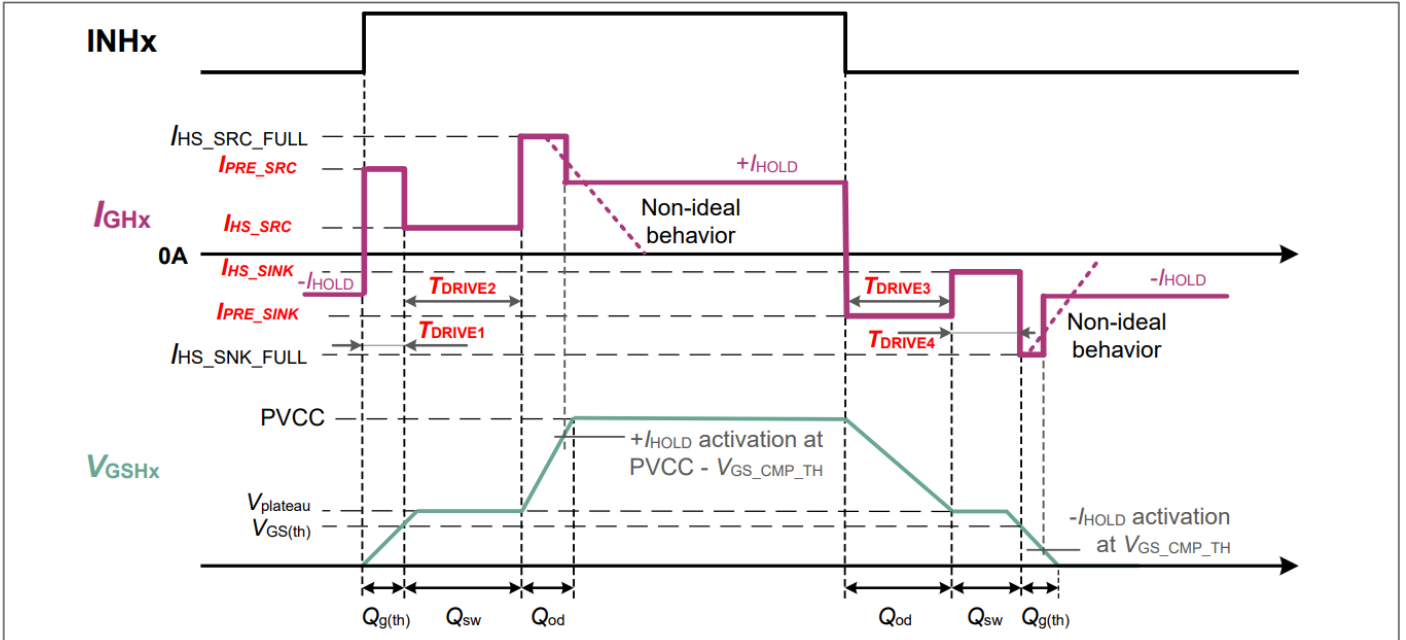 INHx
IHS_SRC_FULL
IPRE_SRC
+IHOLD
IGHx
IHS_SRC
Non-ideal
behavior
0A
IHS_SINK
-IHOLD
TDRIVE2
TDRIVE3
-IHOLD
IPRE_SINK
TDRIVE1
TDRIVE4
Non-ideal
behavior
IHS_SNK_FULL
PVCC
+IHOLD activation at
PVCC - VGS_CMP_TH
VGSHx
Vplateau
VGS(th)
-IHOLD activation
at VGS_CMP_TH
Qg(th)
Qsw
Qod
Qod
Qsw
Qg(th)